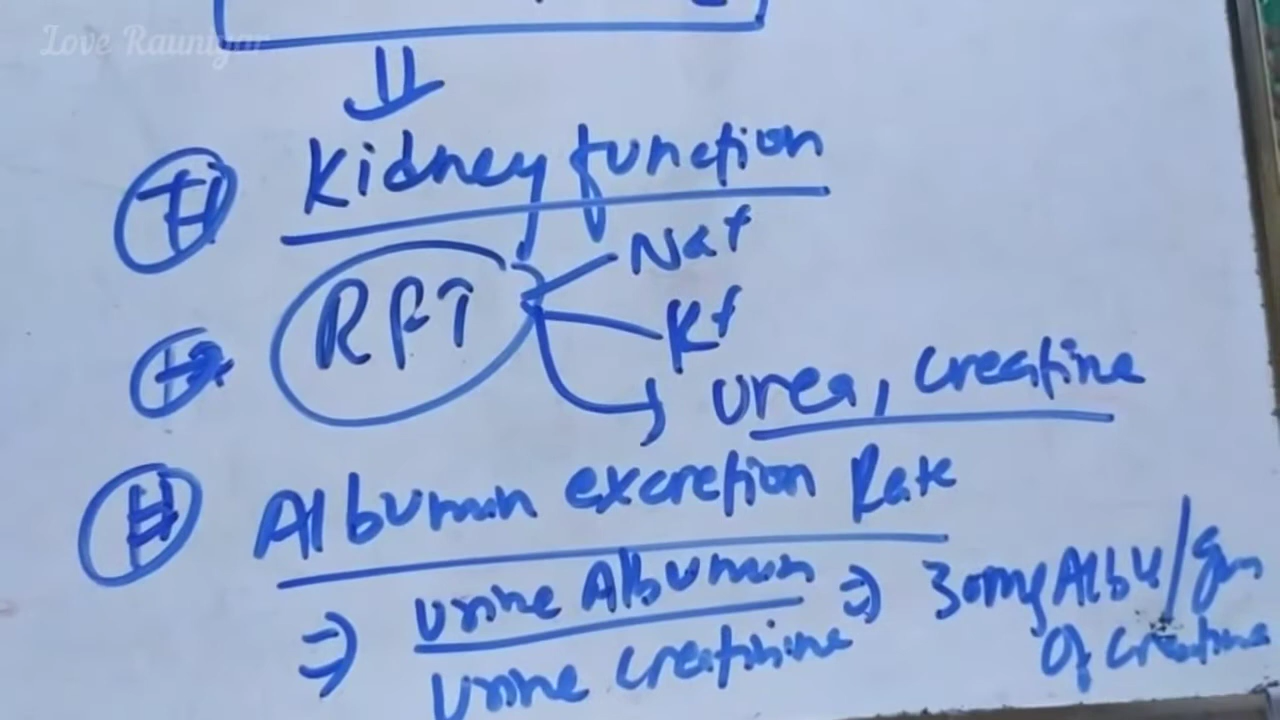 Love Rauniyar
⇓
Kidney function
RFT
Na+
K+
→ urea, creatine
Albumin excretion Rate
⇒ urine Albumin
urine creatinine
⇒ 30mg Albu/gm
of creatine